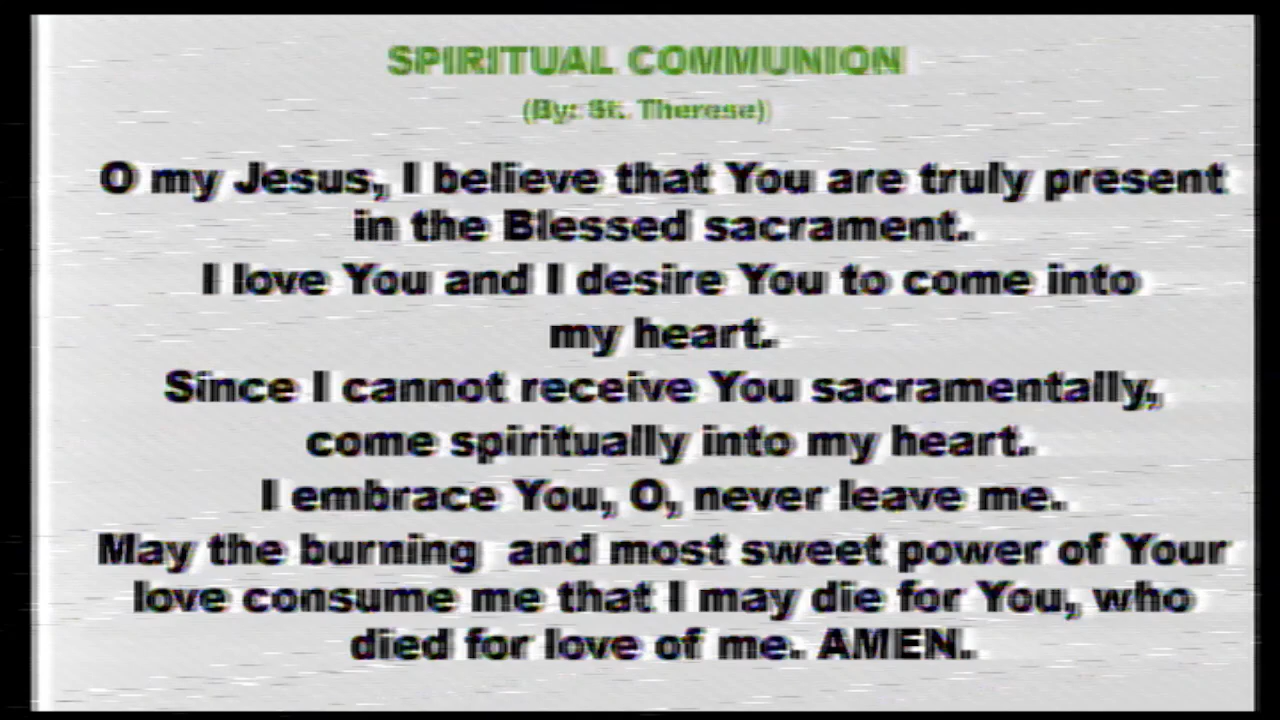 SPIRITUAL COMMUNION
(By: St. Therese)
O my Jesus, I believe that You are truly present
in the Blessed sacrament.
I love You and I desire You to come into
my heart.
Since I cannot receive You sacramentally,
come spiritually into my heart.
I embrace You, O, never leave me.
May the burning  and most sweet power of Your
love consume me that I may die for You, who
died for love of me. AMEN.